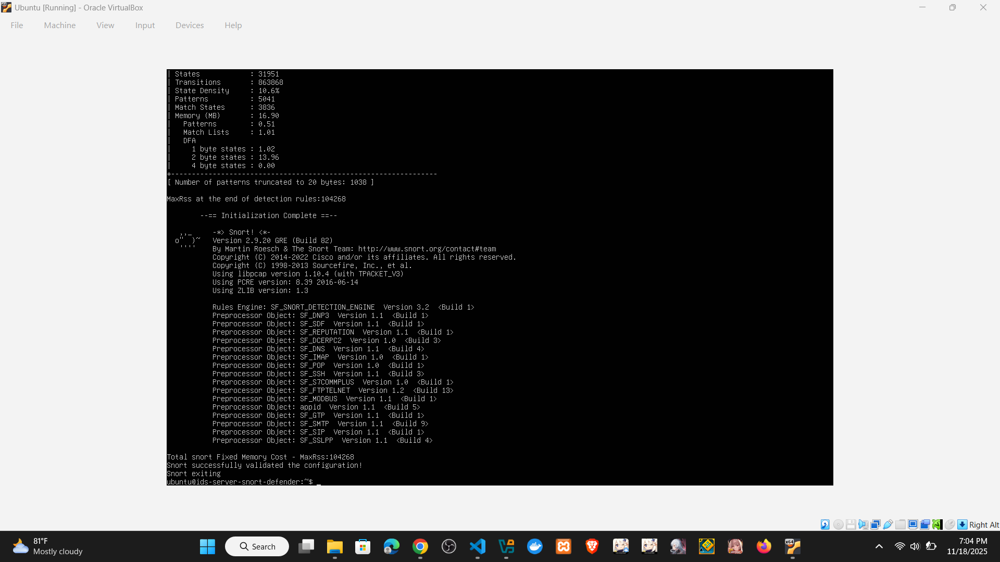 Ubuntu [Running] - Oracle VirtualBox
File Machine View Input Devices Help
| States : 31951
| Transitions : 863868
| State Density : 10.6%
| Patterns : 5041
| Match States : 3836
| Memory (MB) : 16.90
| Patterns : 0.51
| Match Lists : 1.01
| DFA
| 1 byte states : 1.02
| 2 byte states : 13.96
| 4 byte states : 0.00
+----------------------------------------------------------------
[ Number of patterns truncated to 20 bytes: 1038 ]
MaxRss at the end of detection rules:104268
--== Initialization Complete ==--
,,_ -*> Snort! <*-
o" )~ Version 2.9.20 GRE (Build 82)
'''' By Martin Roesch & The Snort Team: http://www.snort.org/contact#team
Copyright (C) 2014-2022 Cisco and/or its affiliates. All rights reserved.
Copyright (C) 1998-2013 Sourcefire, Inc., et al.
Using libpcap version 1.10.4 (with TPACKET_V3)
Using PCRE version: 8.39 2016-06-14
Using ZLIB version: 1.3
Rules Engine: SF_SNORT_DETECTION_ENGINE Version 3.2 <Build 1>
Preprocessor Object: SF_DNP3 Version 1.1 <Build 1>
Preprocessor Object: SF_SDF Version 1.1 <Build 1>
Preprocessor Object: SF_REPUTATION Version 1.1 <Build 1>
Preprocessor Object: SF_DCERPC2 Version 1.0 <Build 3>
Preprocessor Object: SF_DNS Version 1.1 <Build 4>
Preprocessor Object: SF_IMAP Version 1.0 <Build 1>
Preprocessor Object: SF_POP Version 1.0 <Build 1>
Preprocessor Object: SF_SSH Version 1.1 <Build 3>
Preprocessor Object: SF_S7COMMPLUS Version 1.0 <Build 1>
Preprocessor Object: SF_FTPTELNET Version 1.2 <Build 13>
Preprocessor Object: SF_MODBUS Version 1.1 <Build 1>
Preprocessor Object: appid Version 1.1 <Build 5>
Preprocessor Object: SF_GTP Version 1.1 <Build 1>
Preprocessor Object: SF_SMTP Version 1.1 <Build 9>
Preprocessor Object: SF_SIP Version 1.1 <Build 1>
Preprocessor Object: SF_SSLPP Version 1.1 <Build 4>
Total snort Fixed Memory Cost - MaxRss:104268
Snort successfully validated the configuration!
Snort exiting
ubuntu@ids-server-snort-defender:~$ _
Right Alt
81°F
Mostly cloudy
Search
7:04 PM
11/18/2025